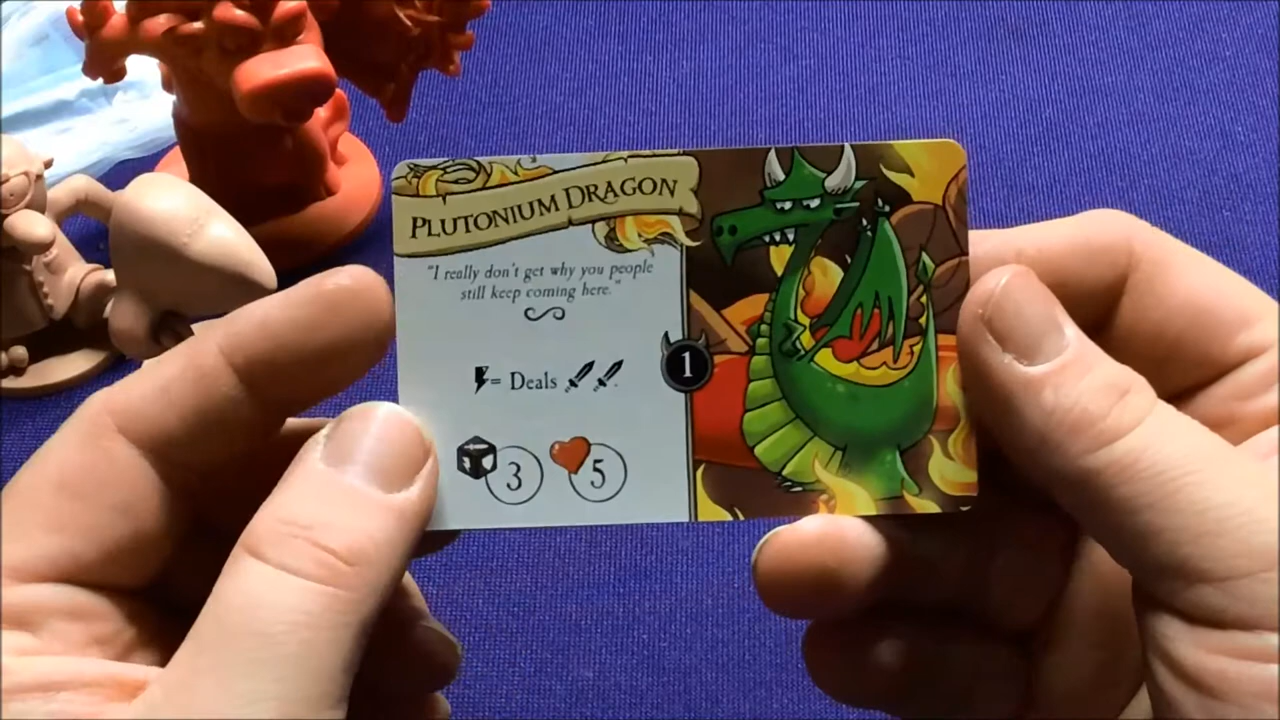 PLUTONIUM DRAGON
"I really don't get why you people
still keep coming here."
= Deals
1
3 5